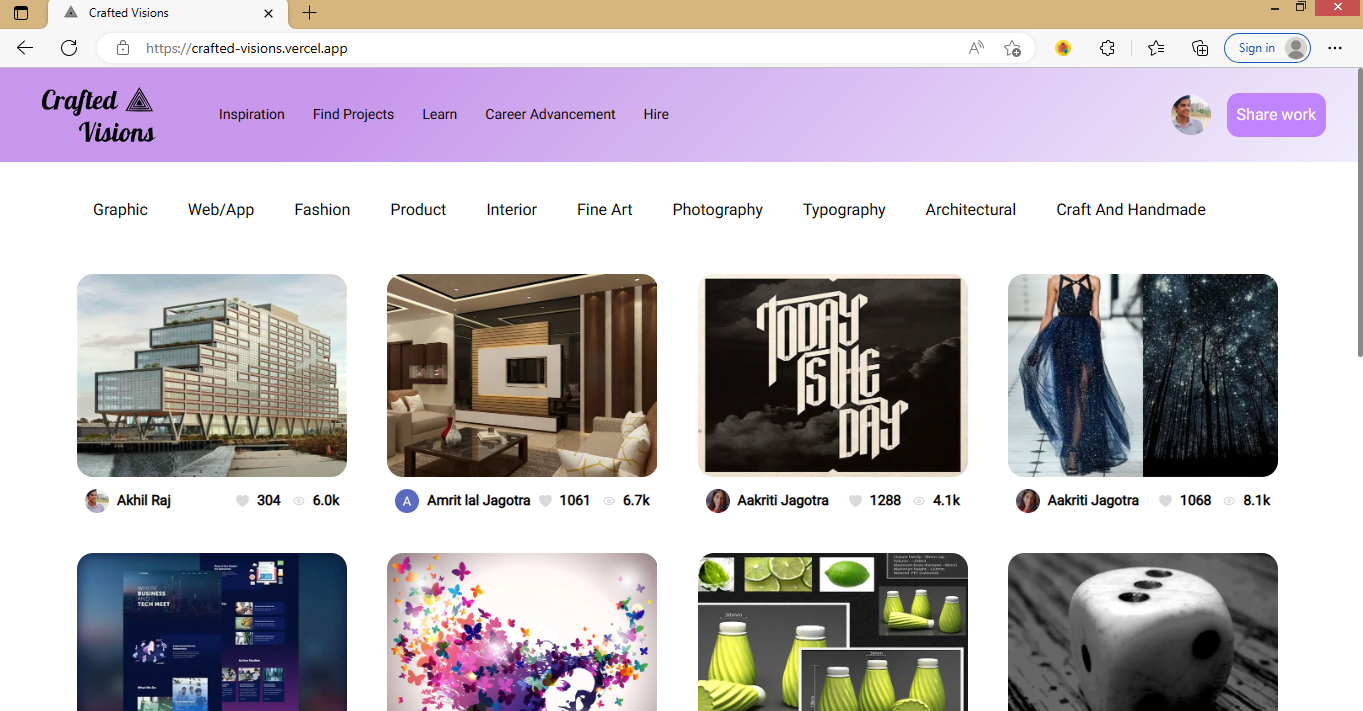 Crafted Visions
https://crafted-visions.vercel.app
Sign in
Crafted
Visions
Inspiration
Find Projects
Learn
Career Advancement
Hire
Share work
Graphic
Web/App
Fashion
Product
Interior
Fine Art
Photography
Typography
Architectural
Craft And Handmade
TODAY
IS THE
DAY
Akhil Raj
304
6.0k
A
Amrit lal Jagotra
1061
6.7k
Aakriti Jagotra
1288
4.1k
Aakriti Jagotra
1068
8.1k
WHERE
BUSINESS
AND
TECH MEET
What We Do